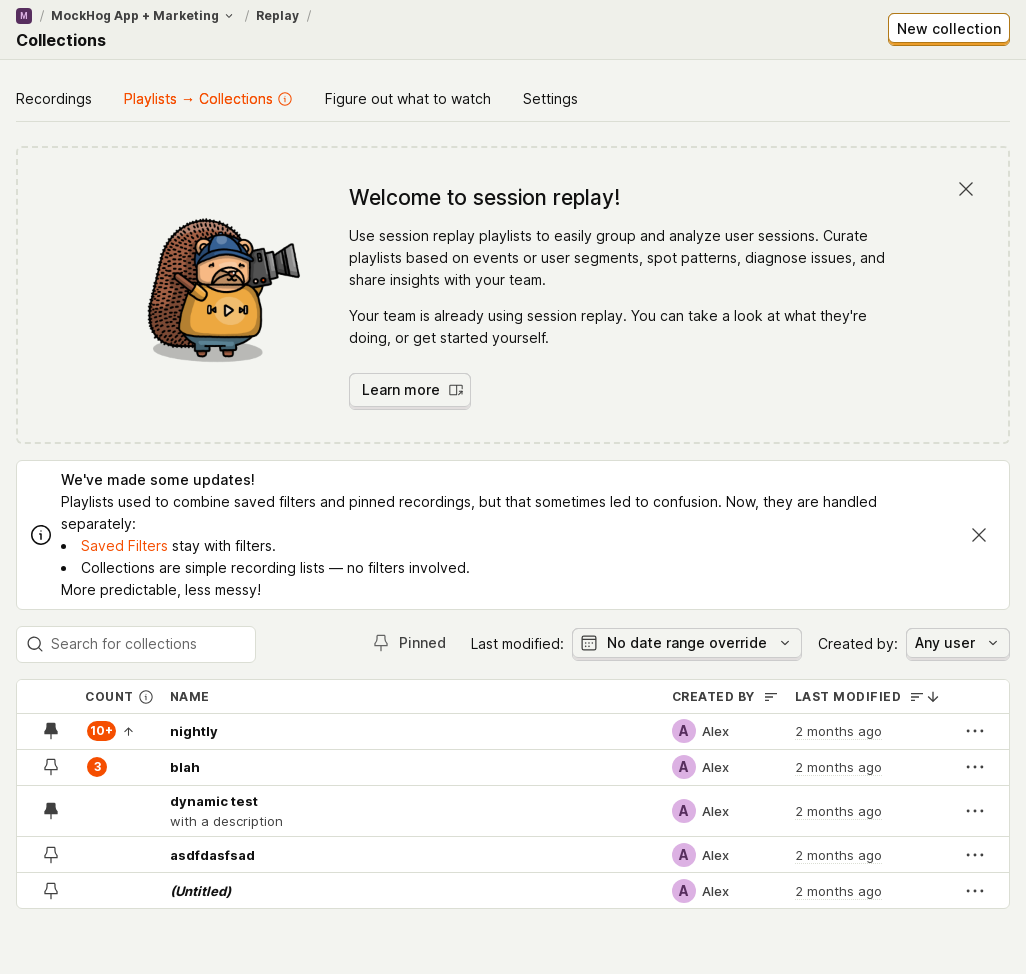 M / MockHog App + Marketing / Replay /
Collections
New collection
Recordings Playlists → Collections Figure out what to watch Settings
Welcome to session replay!
Use session replay playlists to easily group and analyze user sessions. Curate
playlists based on events or user segments, spot patterns, diagnose issues, and
share insights with your team.
Your team is already using session replay. You can take a look at what they're
doing, or get started yourself.
Learn more
We've made some updates!
Playlists used to combine saved filters and pinned recordings, but that sometimes led to confusion. Now, they are handled
separately:
• Saved Filters stay with filters.
• Collections are simple recording lists — no filters involved.
More predictable, less messy!
Search for collections Pinned Last modified: No date range override Created by: Any user
COUNT NAME CREATED BY LAST MODIFIED
10+ nightly A Alex 2 months ago
3 blah A Alex 2 months ago
dynamic test A Alex 2 months ago
with a description
asdfdasfsad A Alex 2 months ago
(Untitled) A Alex 2 months ago